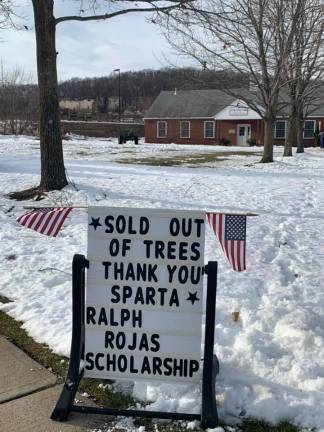 ★SOLD OUT
OF TREES
THANK YOU
SPARTA ★
RALPH
ROJAS
SCHOLARSHIP